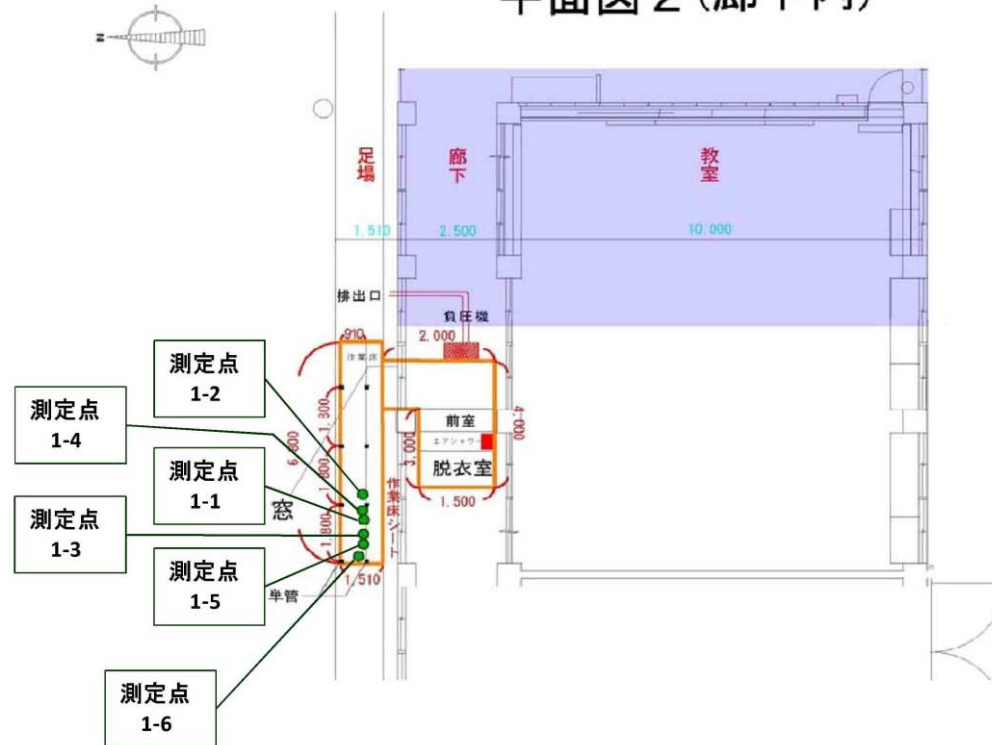 平面図2(廊下内)
N
足場
廊下
教室
1.510
2.500
10.000
排出口
負圧機
910
2.000
作業床
測定点
1-2
測定点
1-4
測定点
1-1
測定点
1-3
測定点
1-5
測定点
1-6
1.800
1.800
1.800
窓
前室
エアシャワー
脱衣室
3.000
4.000
1.500
作業床シート
1.510
単管